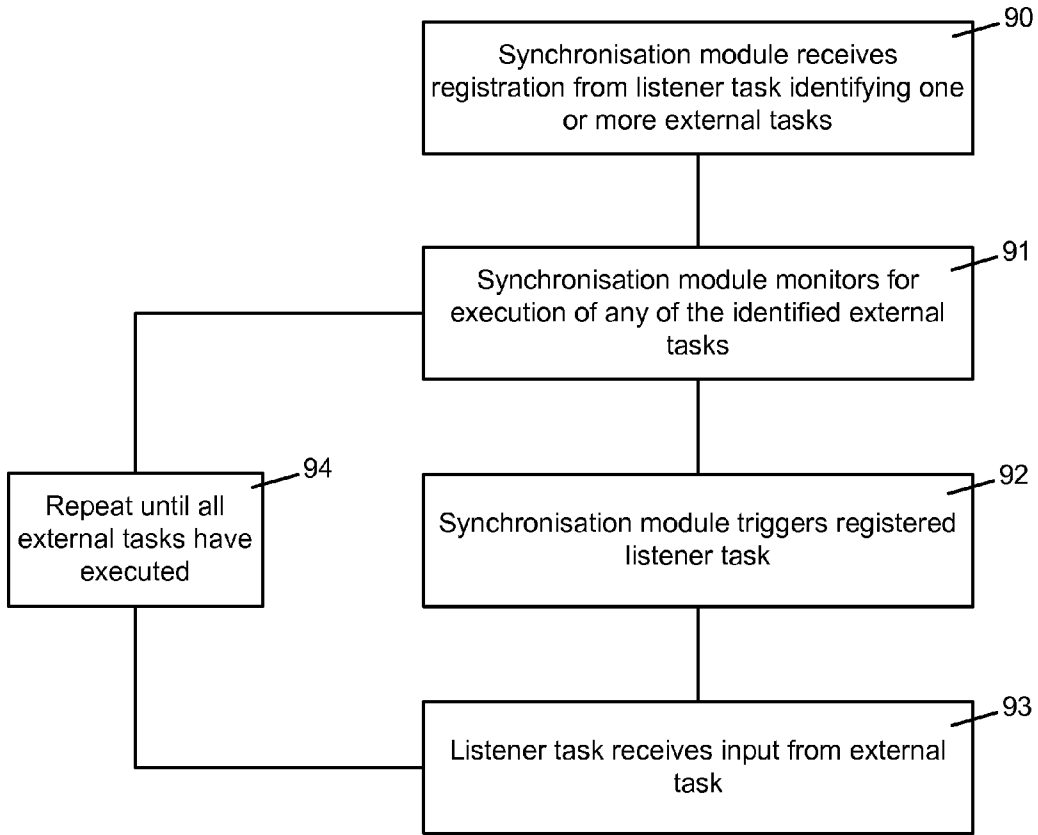 90
Synchronisation module receives
registration from listener task identifying one
or more external tasks
91
Synchronisation module monitors for
execution of any of the identified external
tasks
94
Repeat until all
external tasks have
executed
92
Synchronisation module triggers registered
listener task
93
Listener task receives input from external
task